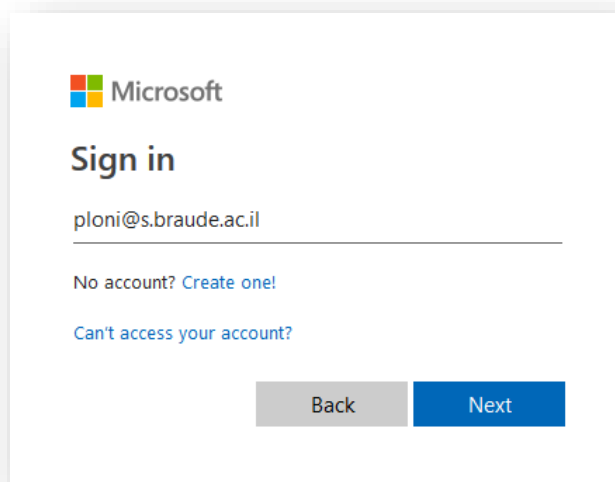 Microsoft
Sign in
ploni@s.braude.ac.il
No account? Create one!
Can't access your account?
Back Next